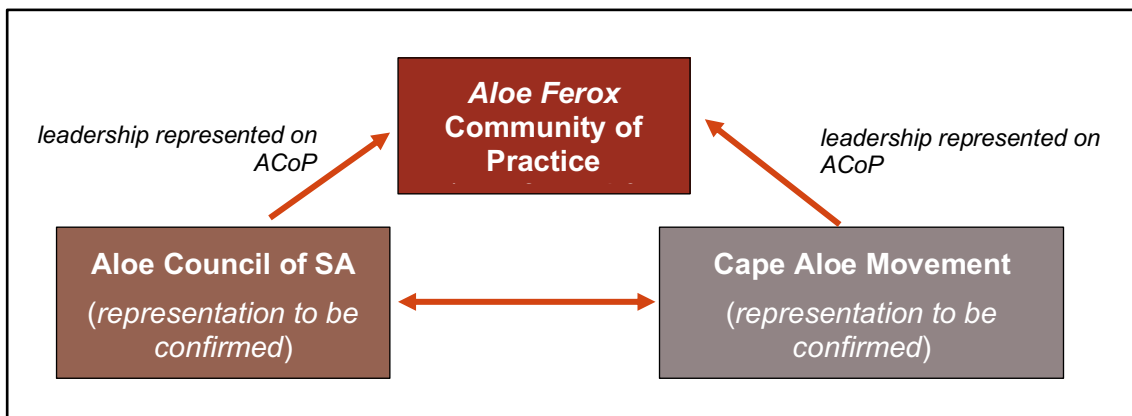 Aloe Ferox
Community of
Practice
leadership represented on
ACoP
leadership represented on
ACoP
Aloe Council of SA
(representation to be
confirmed)
Cape Aloe Movement
(representation to be
confirmed)